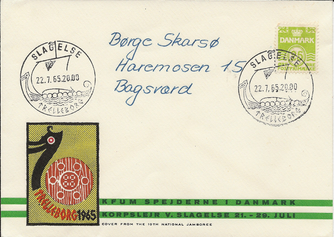 SLAGELSE
22.7.65.20.00
TRELLEBORG
Børge Skarsø
Haremosen 15
Bagsværd
DANMARK
SLAGELSE
22.7.65.20.00
TRELLEBORG
TRELLEBORG 1965
KFUM SPEJDERNE I DANMARK
KORPSLEJR V. SLAGELSE 21. - 29. JULI
COVER FROM THE 10TH NATIONAL JAMBOREE